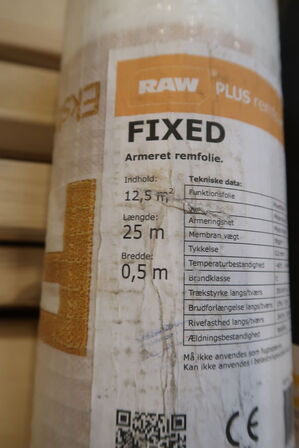 RAW PLUS
FIXED
Armeret remfolie.
Indhold:
12,5 m²
Længde:
25 m
Bredde:
0,5 m
Tekniske data:
Funktionsfolie
Armeringsnet
Membran vægt
Tykkelse
Temperaturbestandighed
Brandklasse
Trækstyrke langs/tværs
Brudforlængelse langs/tværs
Rivefasthed langs/tværs
Ældningsbestandighed
Må ikke anvendes som
Kan ikke anvendes i
CE